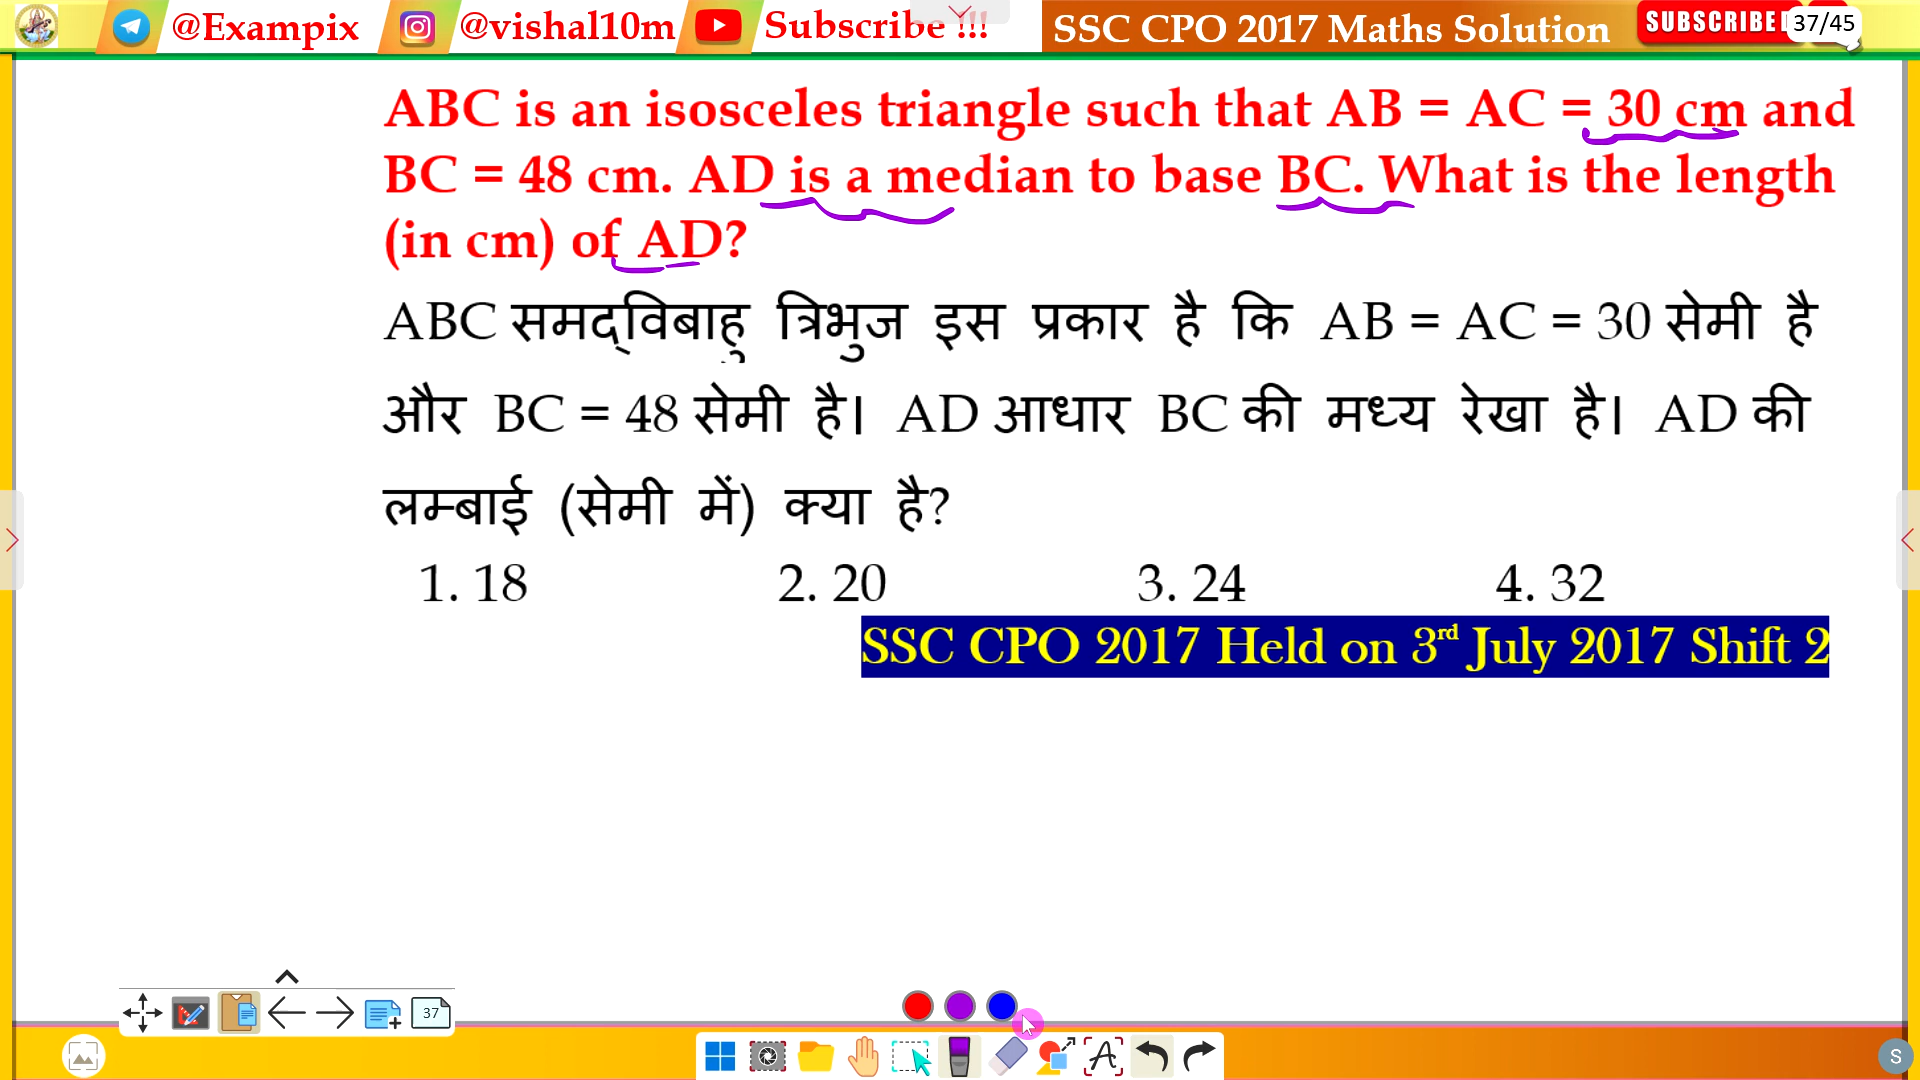 @Exampix @vishal10m Subscribe !!! SSC CPO 2017 Maths Solution SUBSCRIBE 37/45
ABC is an isosceles triangle such that AB = AC = 30 cm and
BC = 48 cm. AD is a median to base BC. What is the length
(in cm) of AD?
ABC समद्विबाहु त्रिभुज इस प्रकार है कि AB = AC = 30 सेमी है
और BC = 48 सेमी है। AD आधार BC की मध्य रेखा है। AD की
लम्बाई (सेमी में) क्या है?
1. 18 2. 20 3. 24 4. 32
SSC CPO 2017 Held on 3rd July 2017 Shift 2
37
S